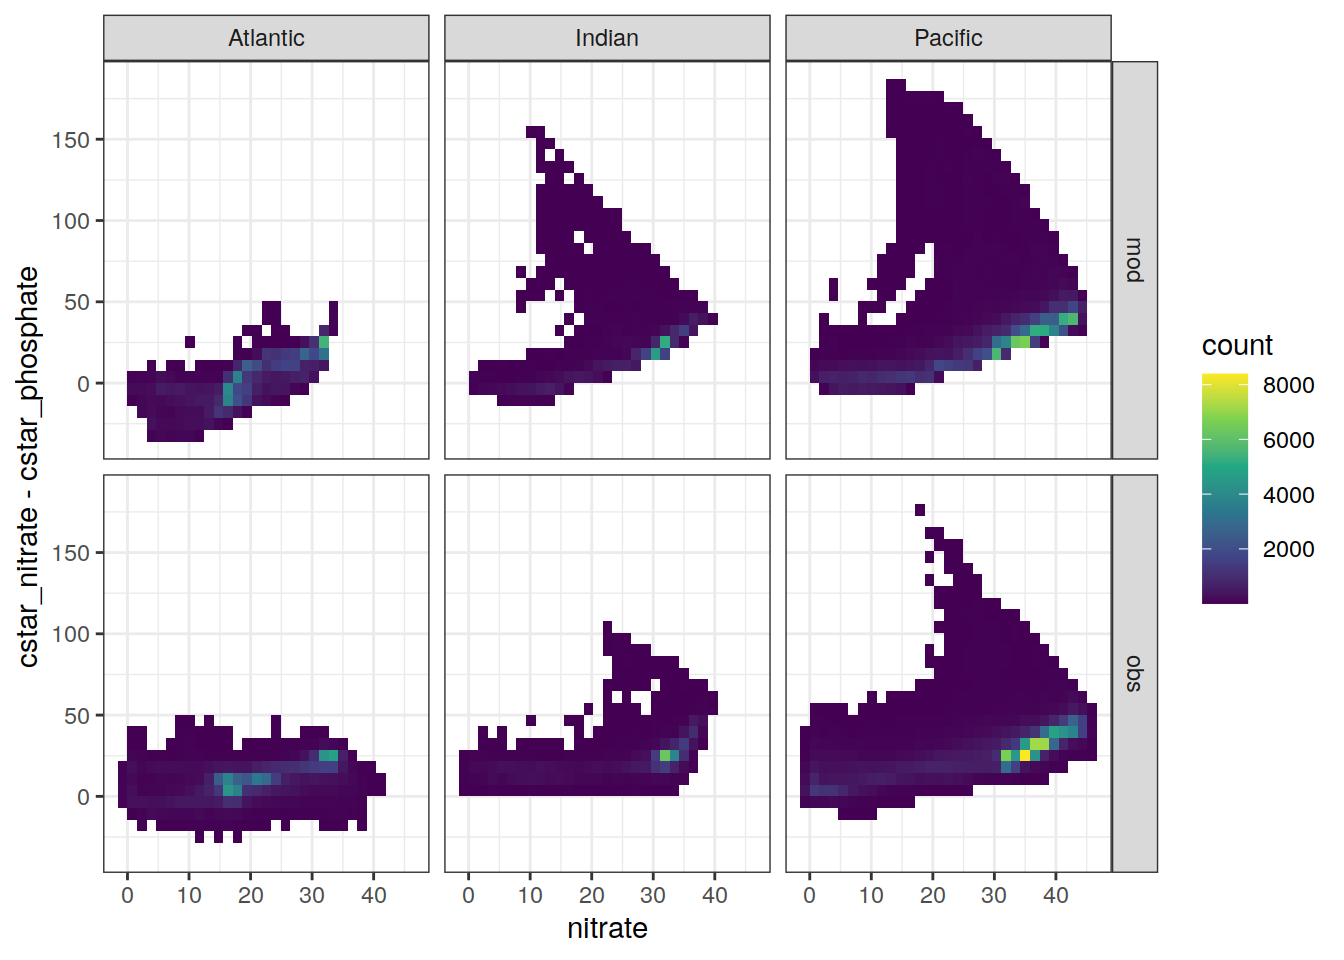 Atlantic Indian Pacific
cstar_nitrate - cstar_phosphate
150
100
50
0
mod
150
100
50
0
obs
0 10 20 30 40 0 10 20 30 40 0 10 20 30 40
nitrate
count
8000
6000
4000
2000